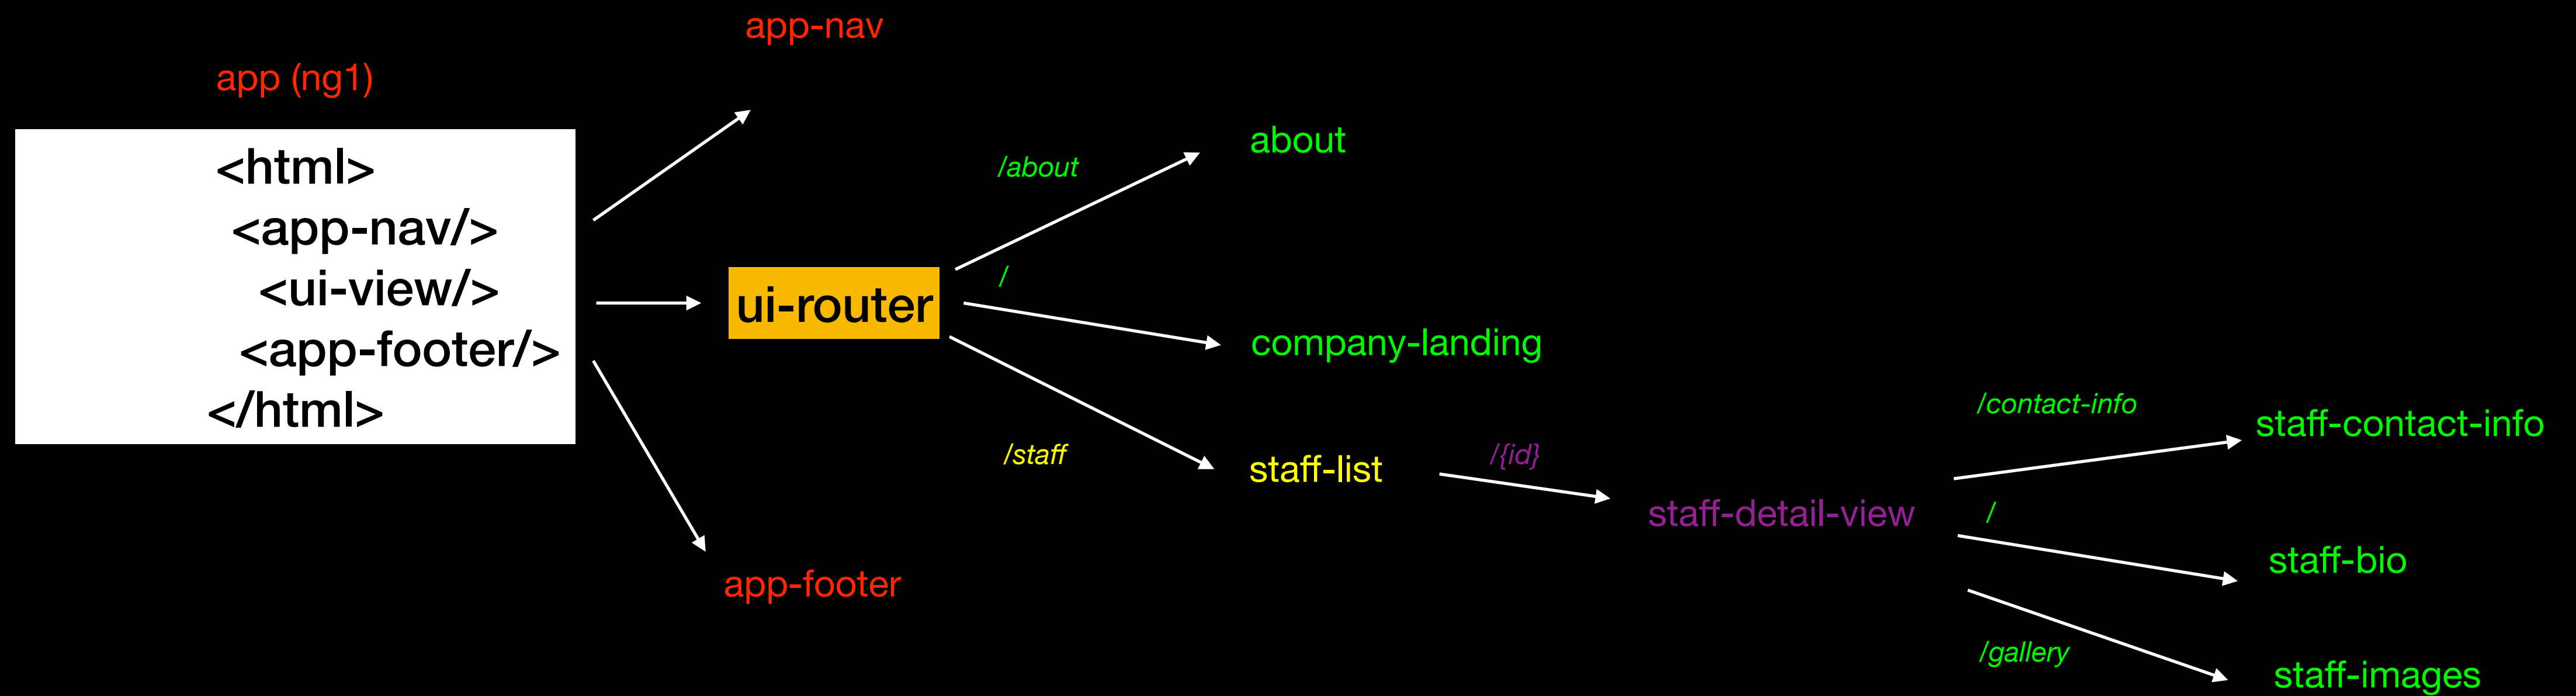 app (ng1)
<html>
<app-nav/>
<ui-view/>
<app-footer/>
</html>
app-nav
ui-router
app-footer
/about
/
/staff
about
company-landing
staff-list
/{id}
staff-detail-view
/contact-info
/
/gallery
staff-contact-info
staff-bio
staff-images